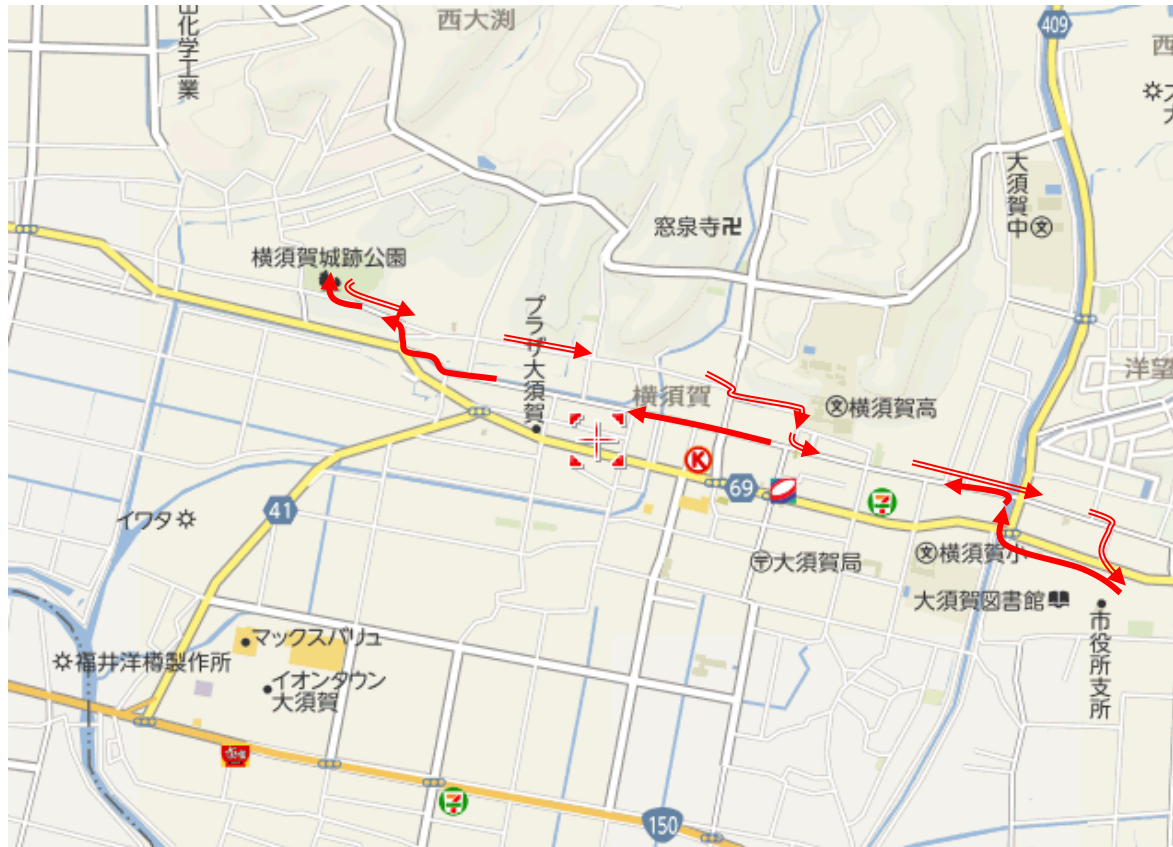 西大渕
山化学工業
409
西
大須賀中
窓泉寺
横須賀城跡公園
プラザ大須賀
洋望
横須賀
横須賀高
K
69
7
41
イワタ
大須賀局
横須賀小
大須賀図書館
市役所支所
マックスバリュ
福井洋樽製作所
イオンタウン
大須賀
7
150